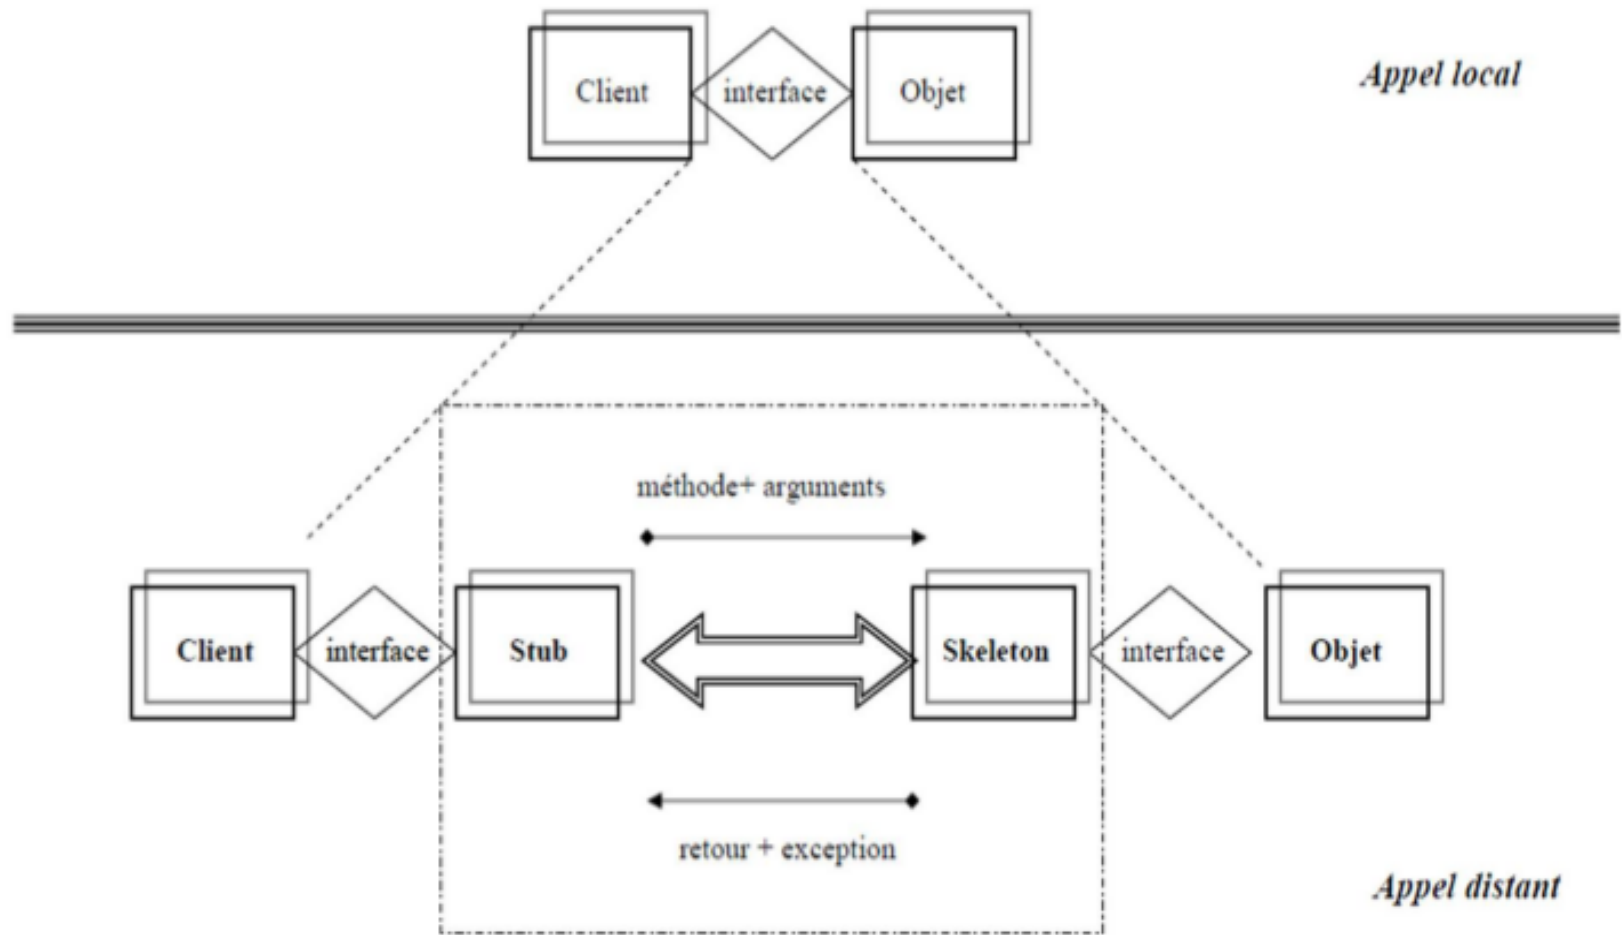 Client
interface
Objet
Appel local
méthode+ arguments
Client
interface
Stub
Skeleton
interface
Objet
retour + exception
Appel distant